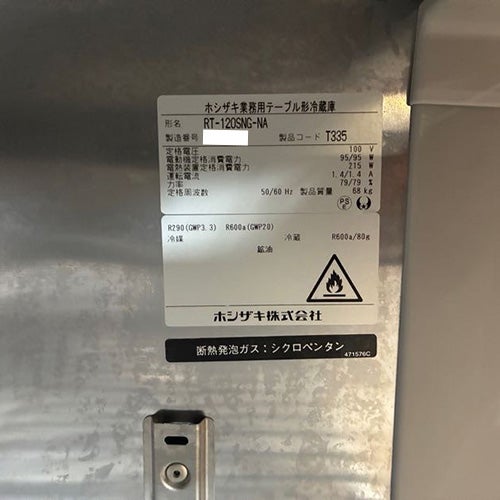 ホシザキ業務用テーブル形冷蔵庫
形名 RT-120SNG-NA
製造番号 製品コード T335
定格電圧 100 V
電動機定格消費電力 95/95 W
電熱装置定格消費電力 215 W
運転電流 1.4/1.4 A
力率 79/79 %
定格周波数 50/60 Hz 製品質量 68 kg
PS E
R290(GWP3.3) R600a(GWP20)
冷媒 冷蔵 R600a/80g
鉱油
ホシザキ株式会社
断熱発泡ガス：シクロペンタン
471576C